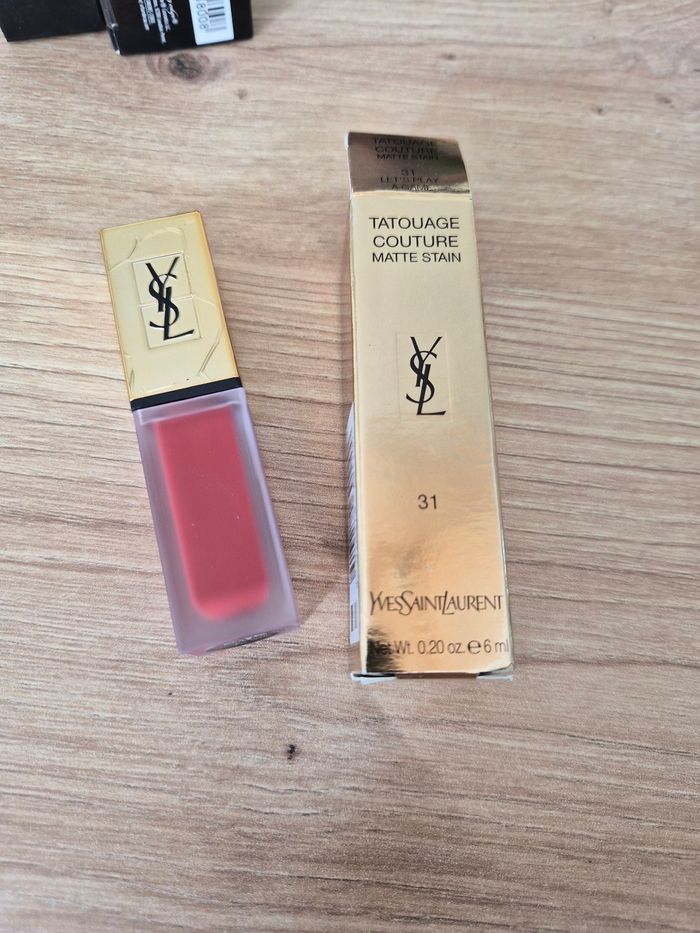 TATOUAGE
COUTURE
MATTE STAIN
31
LET'S PLAY
A GAME
TATOUAGE
COUTURE
MATTE STAIN
YSL
YSL
31
YVESSAINTLAURENT
Net Wt. 0.20 oz. ℮ 6 ml